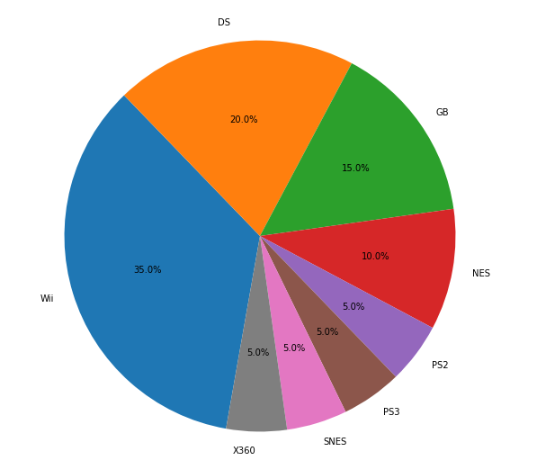 DS
GB
20.0%
15.0%
10.0%
35.0%
NES
Wii
5.0%
5.0%
5.0%
5.0%
PS2
PS3
SNES
X360